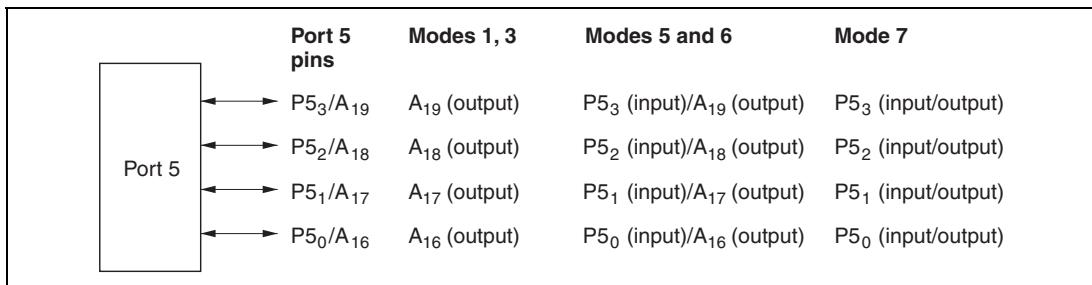 Port 5 pins Modes 1, 3 Modes 5 and 6 Mode 7
P5₃/A₁₉ A₁₉ (output) P5₃ (input)/A₁₉ (output) P5₃ (input/output)
P5₂/A₁₈ A₁₈ (output) P5₂ (input)/A₁₈ (output) P5₂ (input/output)
Port 5
P5₁/A₁₇ A₁₇ (output) P5₁ (input)/A₁₇ (output) P5₁ (input/output)
P5₀/A₁₆ A₁₆ (output) P5₀ (input)/A₁₆ (output) P5₀ (input/output)